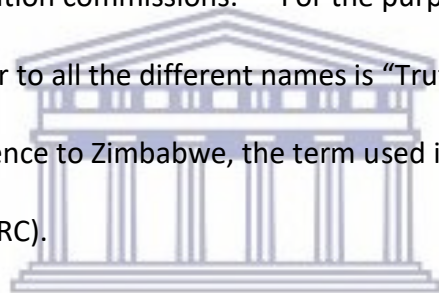 ation commissions. For the purp
r to all the different names is "Tru
ence to Zimbabwe, the term used i
RC).